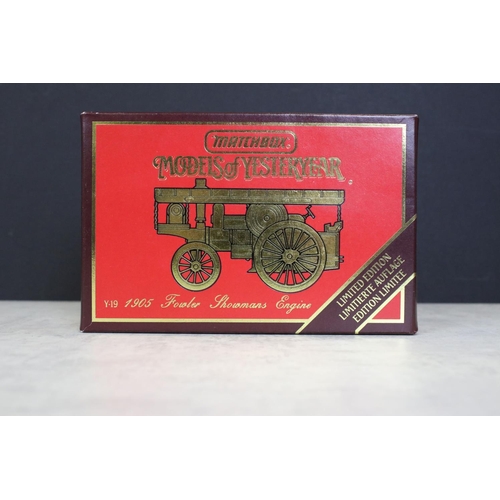 MATCHBOX
MODELS of YESTERYEAR
Y-19 1905 Fowler Showmans Engine
LIMITED EDITION
LIMITIERTE AUFLAGE
EDITION LIMITEE